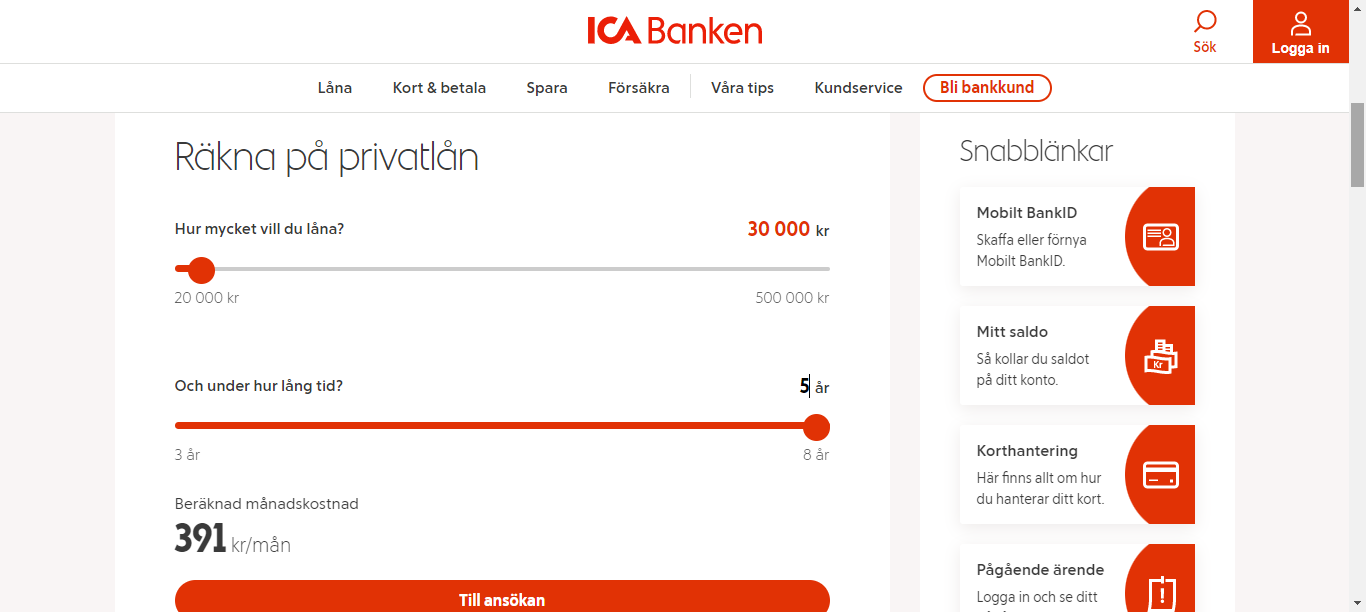 ICA Banken
Sök
Logga in
Låna
Kort & betala
Spara
Försäkra
Våra tips
Kundservice
Bli bankkund
Räkna på privatlån
Hur mycket vill du låna?
30 000 kr
20 000 kr
500 000 kr
Och under hur lång tid?
5 år
3 år
8 år
Beräknad månadskostnad
391 kr/mån
Till ansökan
Snabblänkar
Mobilt BankID
Skaffa eller förnya
Mobilt BankID.
Mitt saldo
Så kollar du saldot
på ditt konto.
Kr
Korthantering
Här finns allt om hur
du hanterar ditt kort.
Pågående ärende
Logga in och se ditt